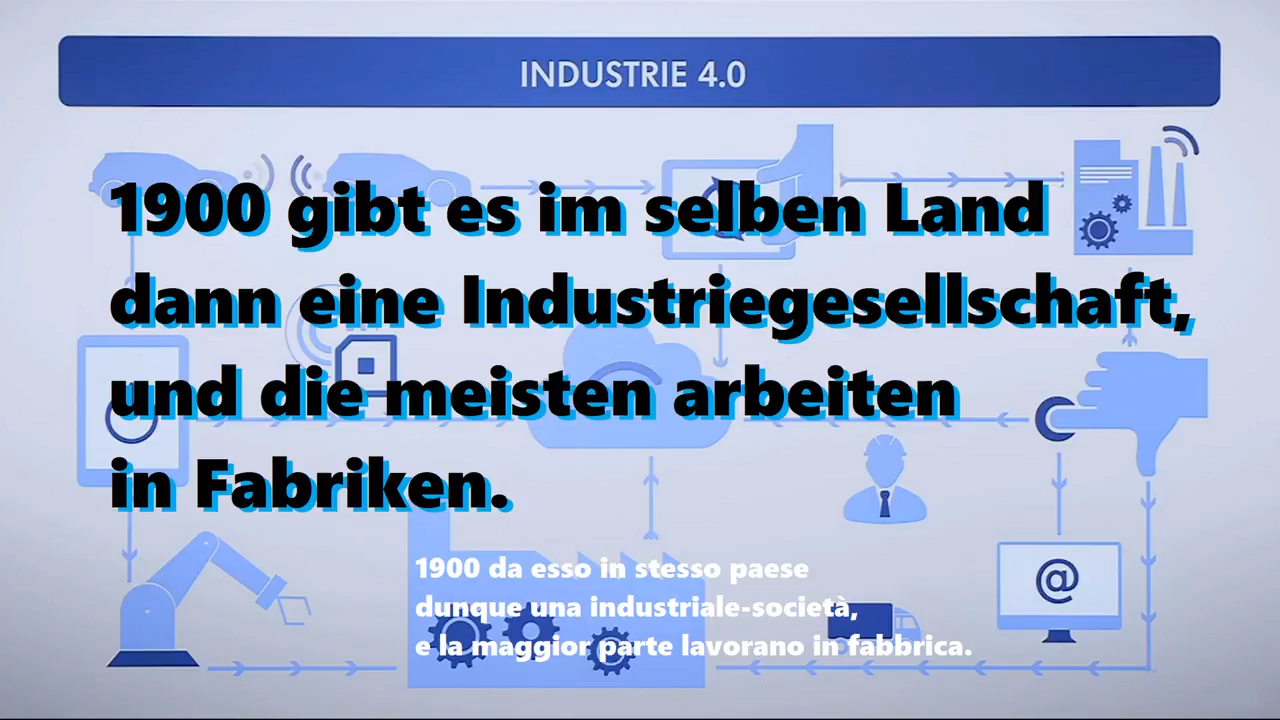 INDUSTRIE 4.0
1900 gibt es im selben Land
dann eine Industriegesellschaft,
und die meisten arbeiten
in Fabriken.
1900 da esso in stesso paese
dunque una industriale-società,
e la maggior parte lavorano in fabbrica.
@